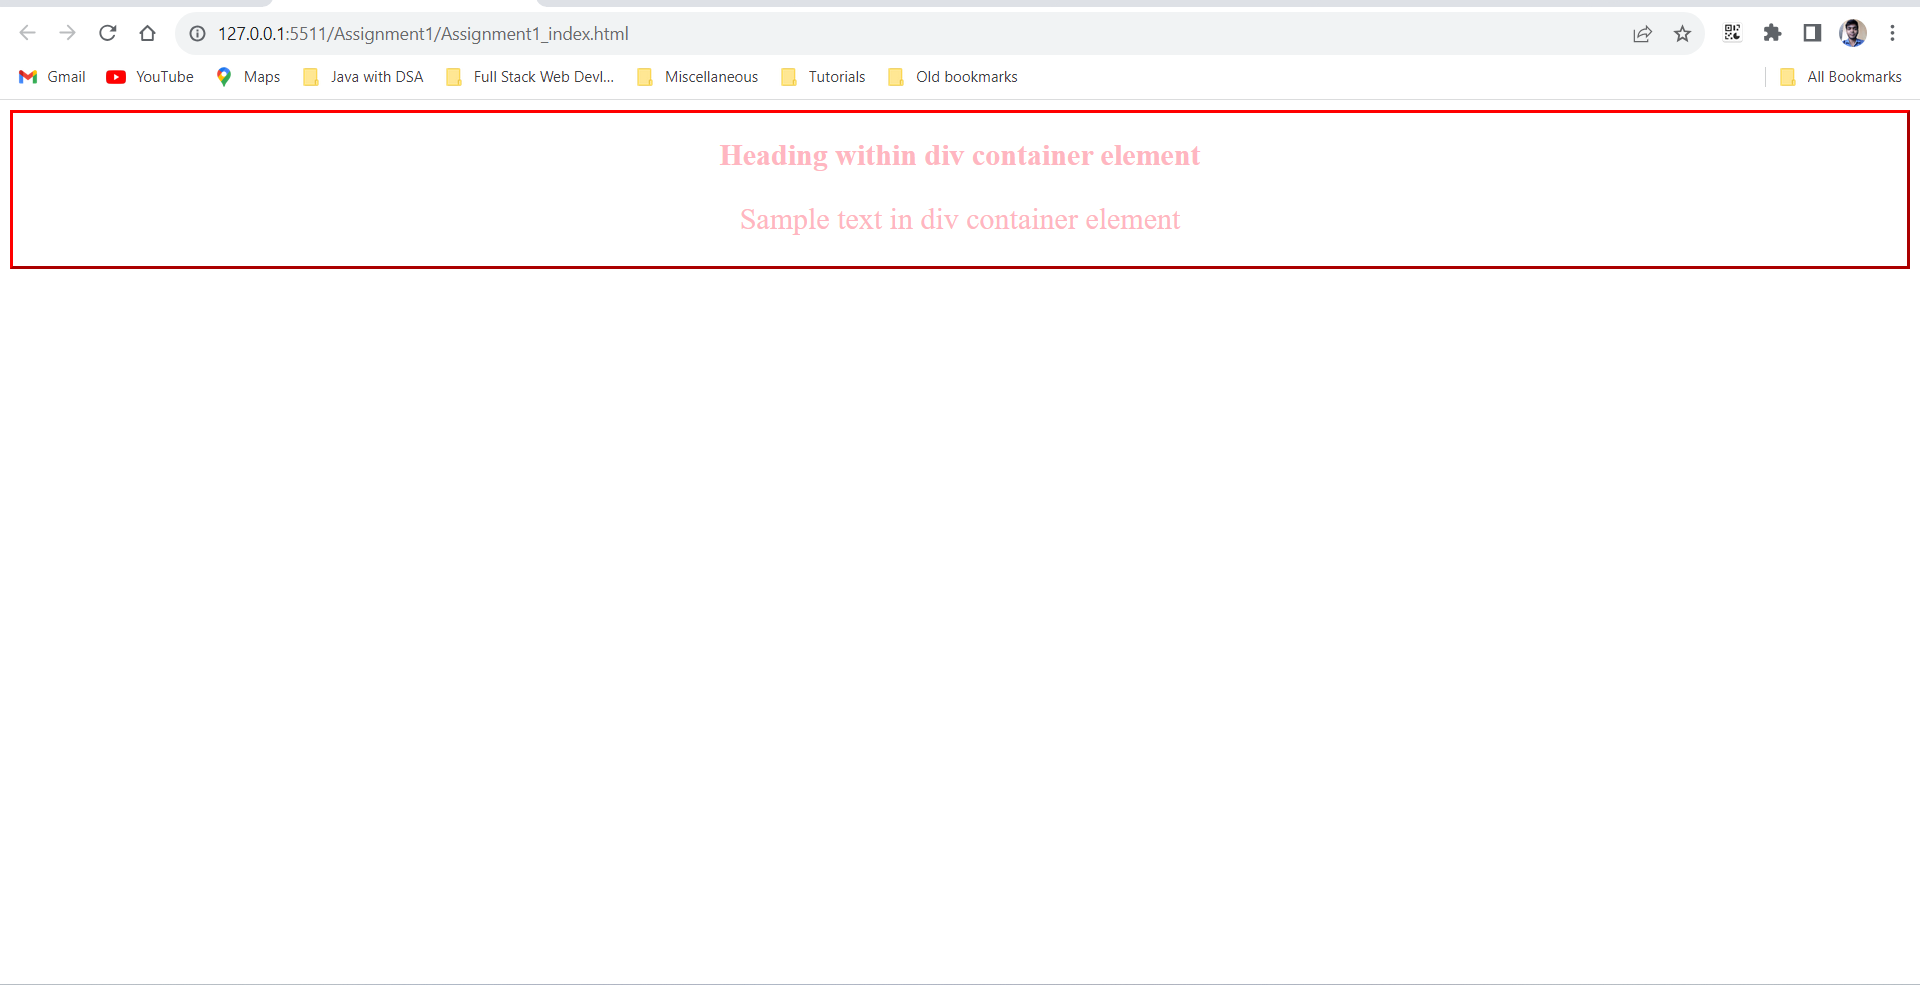 127.0.0.1:5511/Assignment1/Assignment1_index.html
Gmail YouTube Maps Java with DSA Full Stack Web Devl... Miscellaneous Tutorials Old bookmarks All Bookmarks
Heading within div container element
Sample text in div container element